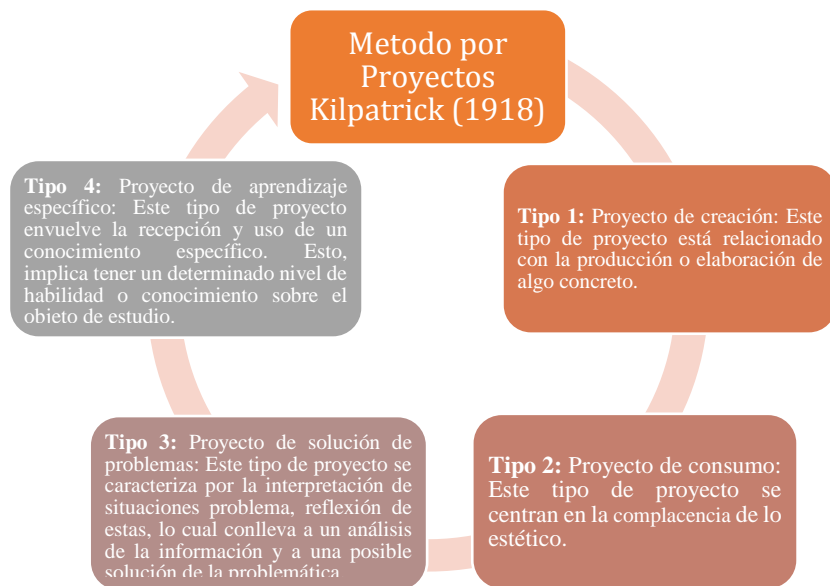 Metodo por
Proyectos
Kilpatrick (1918)
Tipo 1: Proyecto de creación: Este
tipo de proyecto está relacionado
con la producción o elaboración de
algo concreto.
Tipo 2: Proyecto de consumo:
Este tipo de proyecto se
centran en la complacencia de lo
estético.
Tipo 3: Proyecto de solución de
problemas: Este tipo de proyecto se
caracteriza por la interpretación de
situaciones problema, reflexión de
estas, lo cual conlleva a un análisis
de la información y a una posible
solución de la problemática
Tipo 4: Proyecto de aprendizaje
específico: Este tipo de proyecto
envuelve la recepción y uso de un
conocimiento específico. Esto,
implica tener un determinado nivel de
habilidad o conocimiento sobre el
objeto de estudio.